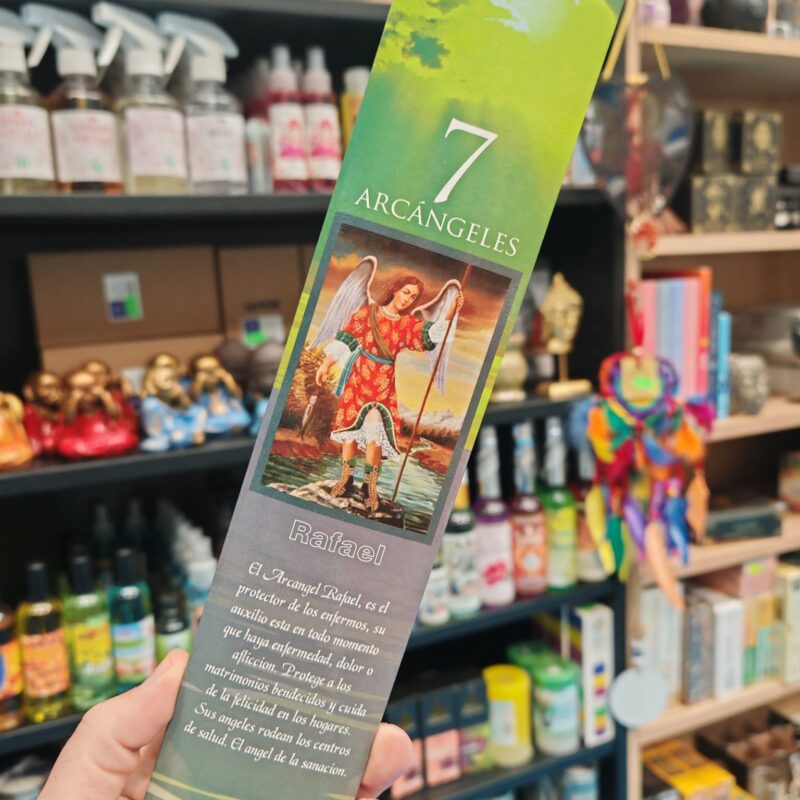 7
ARCÁNGELES
Rafael
El Arcangel Rafael, es el
protector de los enfermos, su
auxilio esta en todo momento
que haya enfermedad, dolor o
afliccion. Protege a los
matrimonios bendecidos y cuida
de la felicidad en los hogares.
Sus angeles rodean los centros
de salud. El angel de la sanacion.